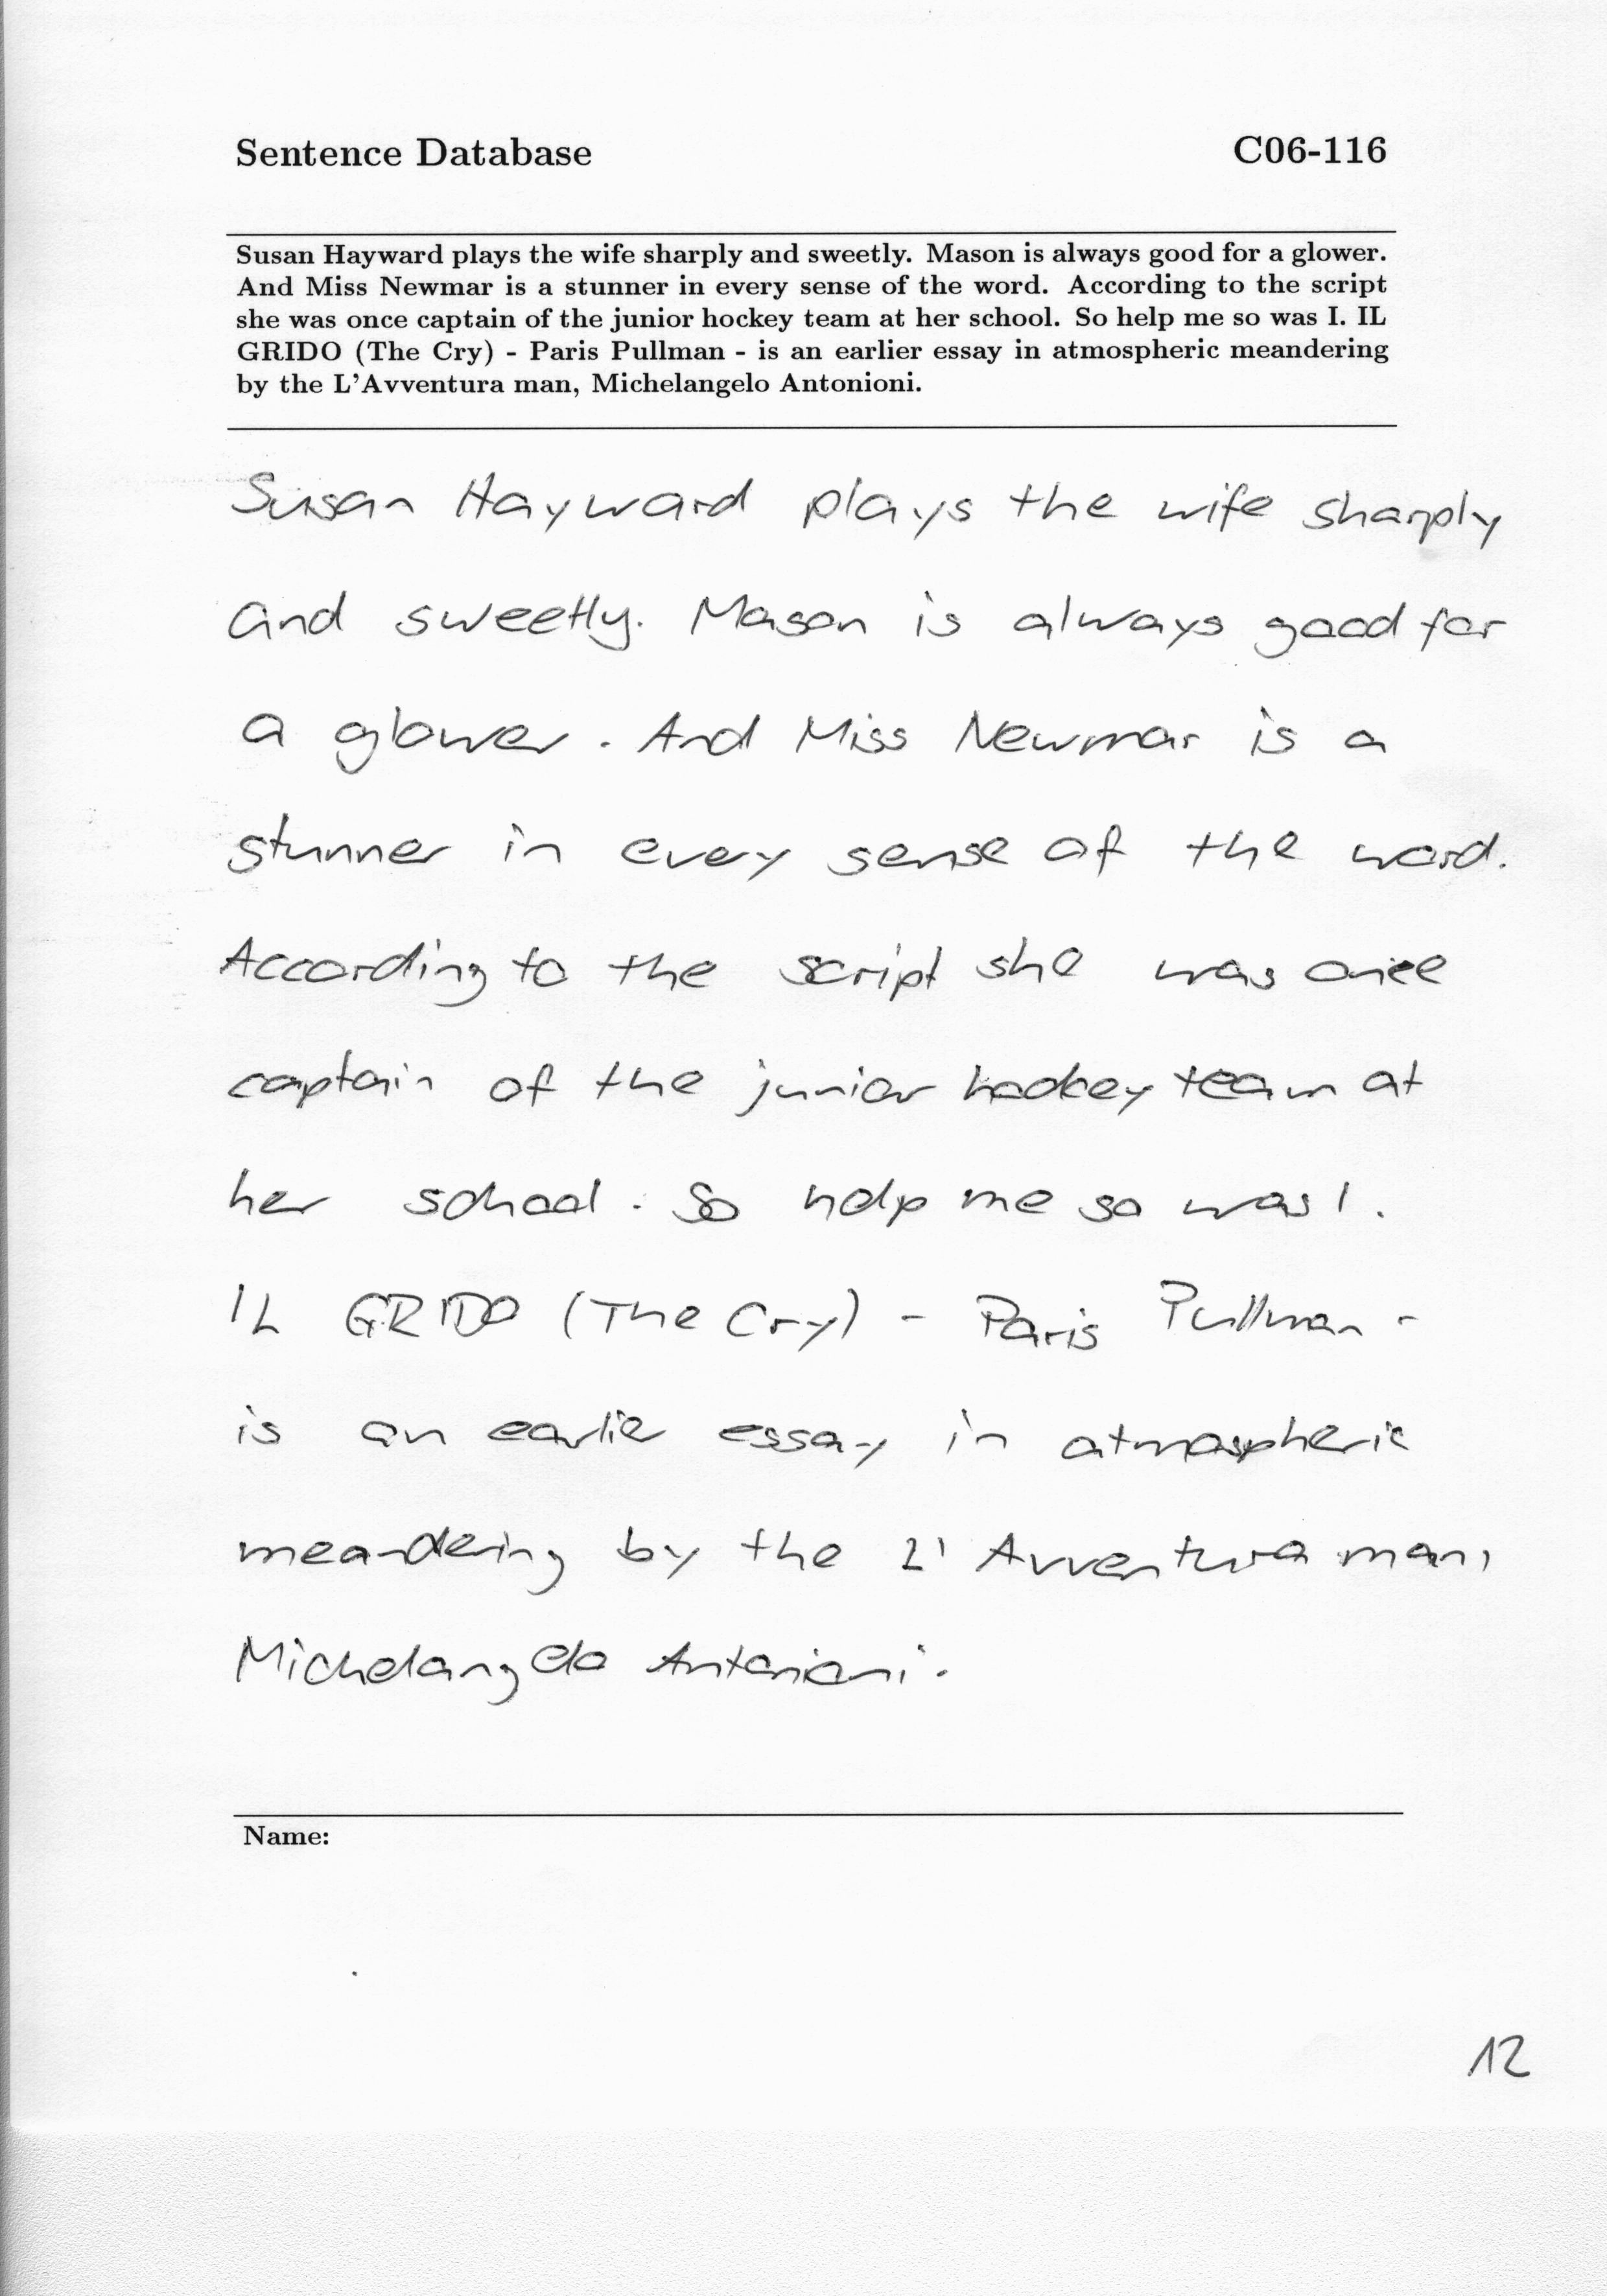 Sentence Database C06-116
Susan Hayward plays the wife sharply and sweetly. Mason is always good for a glower.
And Miss Newmar is a stunner in every sense of the word. According to the script
she was once captain of the junior hockey team at her school. So help me so was I. IL
GRIDO (The Cry) - Paris Pullman - is an earlier essay in atmospheric meandering
by the L'Avventura man, Michelangelo Antonioni.
Susan Hayward plays the wife sharply
and sweetly. Mason is always good for
a glower. And Miss Newmar is a
stunner in every sense of the word.
According to the script she was once
captain of the junior hockey team at
her school. So help me so was I.
IL GRIDO (The Cry) - Paris Pullman -
is an earlier essay in atmospheric
meandering by the L'Avventura man,
Michelangelo Antonioni.
Name:
12